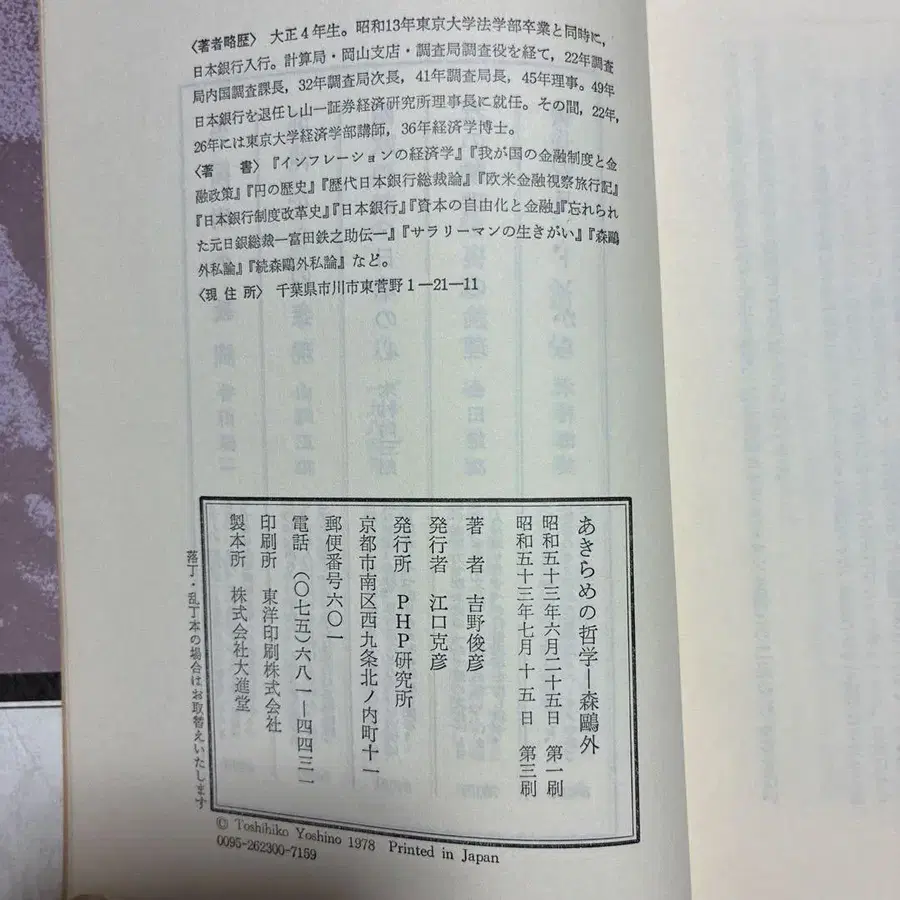 〈著者略歴〉 大正4年生。昭和13年東京大学法学部卒業と同時に，
日本銀行入行。計算局・岡山支店・調査局調査役を経て，22年調査
局内国調査課長，32年調査局次長，41年調査局長，45年理事。49年
日本銀行を退任し山一証券経済研究所理事長に就任。その間，22年，
26年には東京大学経済学部講師，36年経済学博士。
〈著　書〉『インフレーションの経済学』『我が国の金融制度と金
融政策』『円の歴史』『歴代日本銀行総裁論』『欧米金融視察旅行記』
『日本銀行制度改革史』『日本銀行』『資本の自由化と金融』『忘れられ
た元日銀総裁―富田鉄之助伝―』『サラリーマンの生きがい』『森鷗
外私論』『続森鷗外私論』など。
〈現住所〉 千葉県市川市東菅野1―21―11
あきらめの哲学―森鷗外
昭和五十三年六月二十五日　第一刷
昭和五十三年七月十五日　第三刷
著　者　吉野俊彦
発行者　江口克彦
発行所　PHP研究所
京都市南区西九条北ノ内町十一
郵便番号六〇一
電話　(〇七五)六八一―四四三一
印刷所　東洋印刷株式会社
製本所　株式会社大進堂
落丁・乱丁本の場合はお取替えいたします
© Toshihiko Yoshino 1978 Printed in Japan
0095-262300-7159